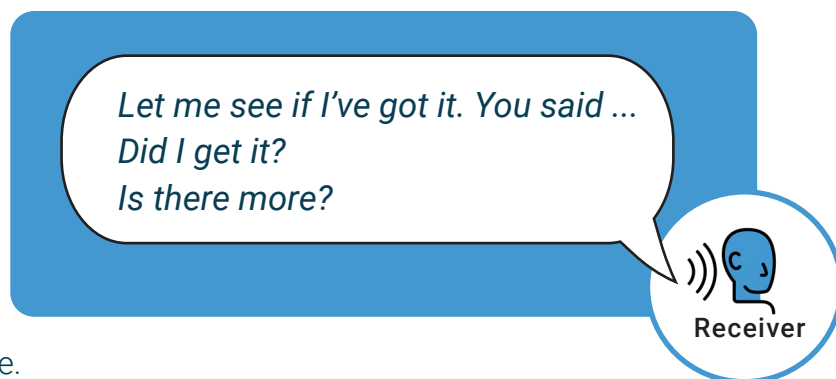 Let me see if I’ve got it. You said ...
Did I get it?
Is there more?
Receiver
e.